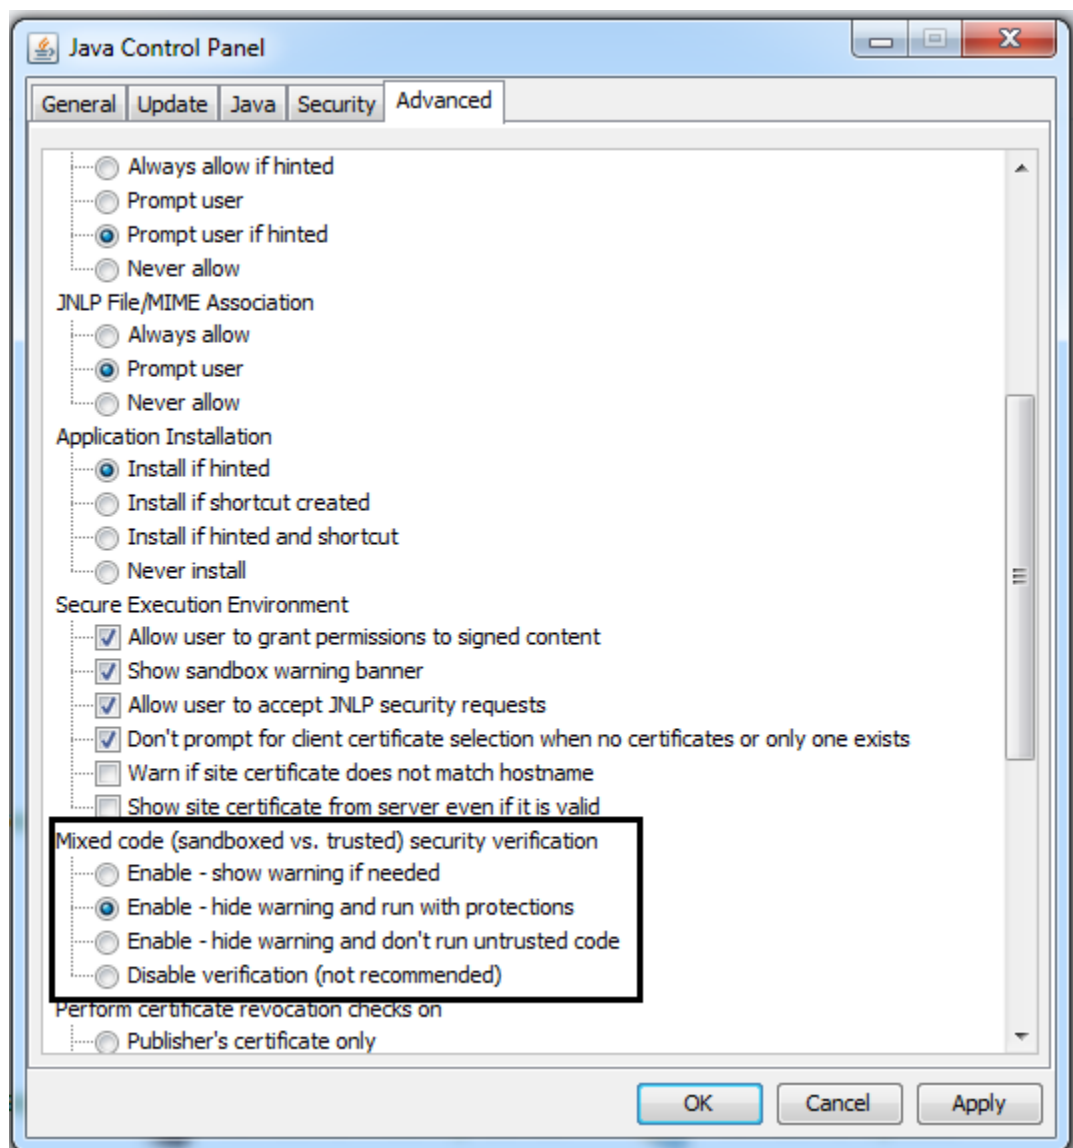 Java Control Panel
General Update Java Security Advanced
Always allow if hinted
Prompt user
Prompt user if hinted
Never allow
JNLP File/MIME Association
Always allow
Prompt user
Never allow
Application Installation
Install if hinted
Install if shortcut created
Install if hinted and shortcut
Never install
Secure Execution Environment
Allow user to grant permissions to signed content
Show sandbox warning banner
Allow user to accept JNLP security requests
Don't prompt for client certificate selection when no certificates or only one exists
Warn if site certificate does not match hostname
Show site certificate from server even if it is valid
Mixed code (sandboxed vs. trusted) security verification
Enable - show warning if needed
Enable - hide warning and run with protections
Enable - hide warning and don't run untrusted code
Disable verification (not recommended)
Perform certificate revocation checks on
Publisher's certificate only
OK Cancel Apply